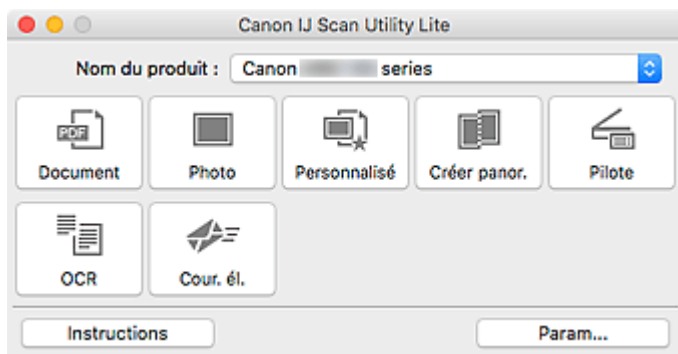 Canon IJ Scan Utility Lite
Nom du produit : Canon series
PDF
Document Photo Personnalisé Créer panor. Pilote
OCR Cour. él.
Instructions Param...